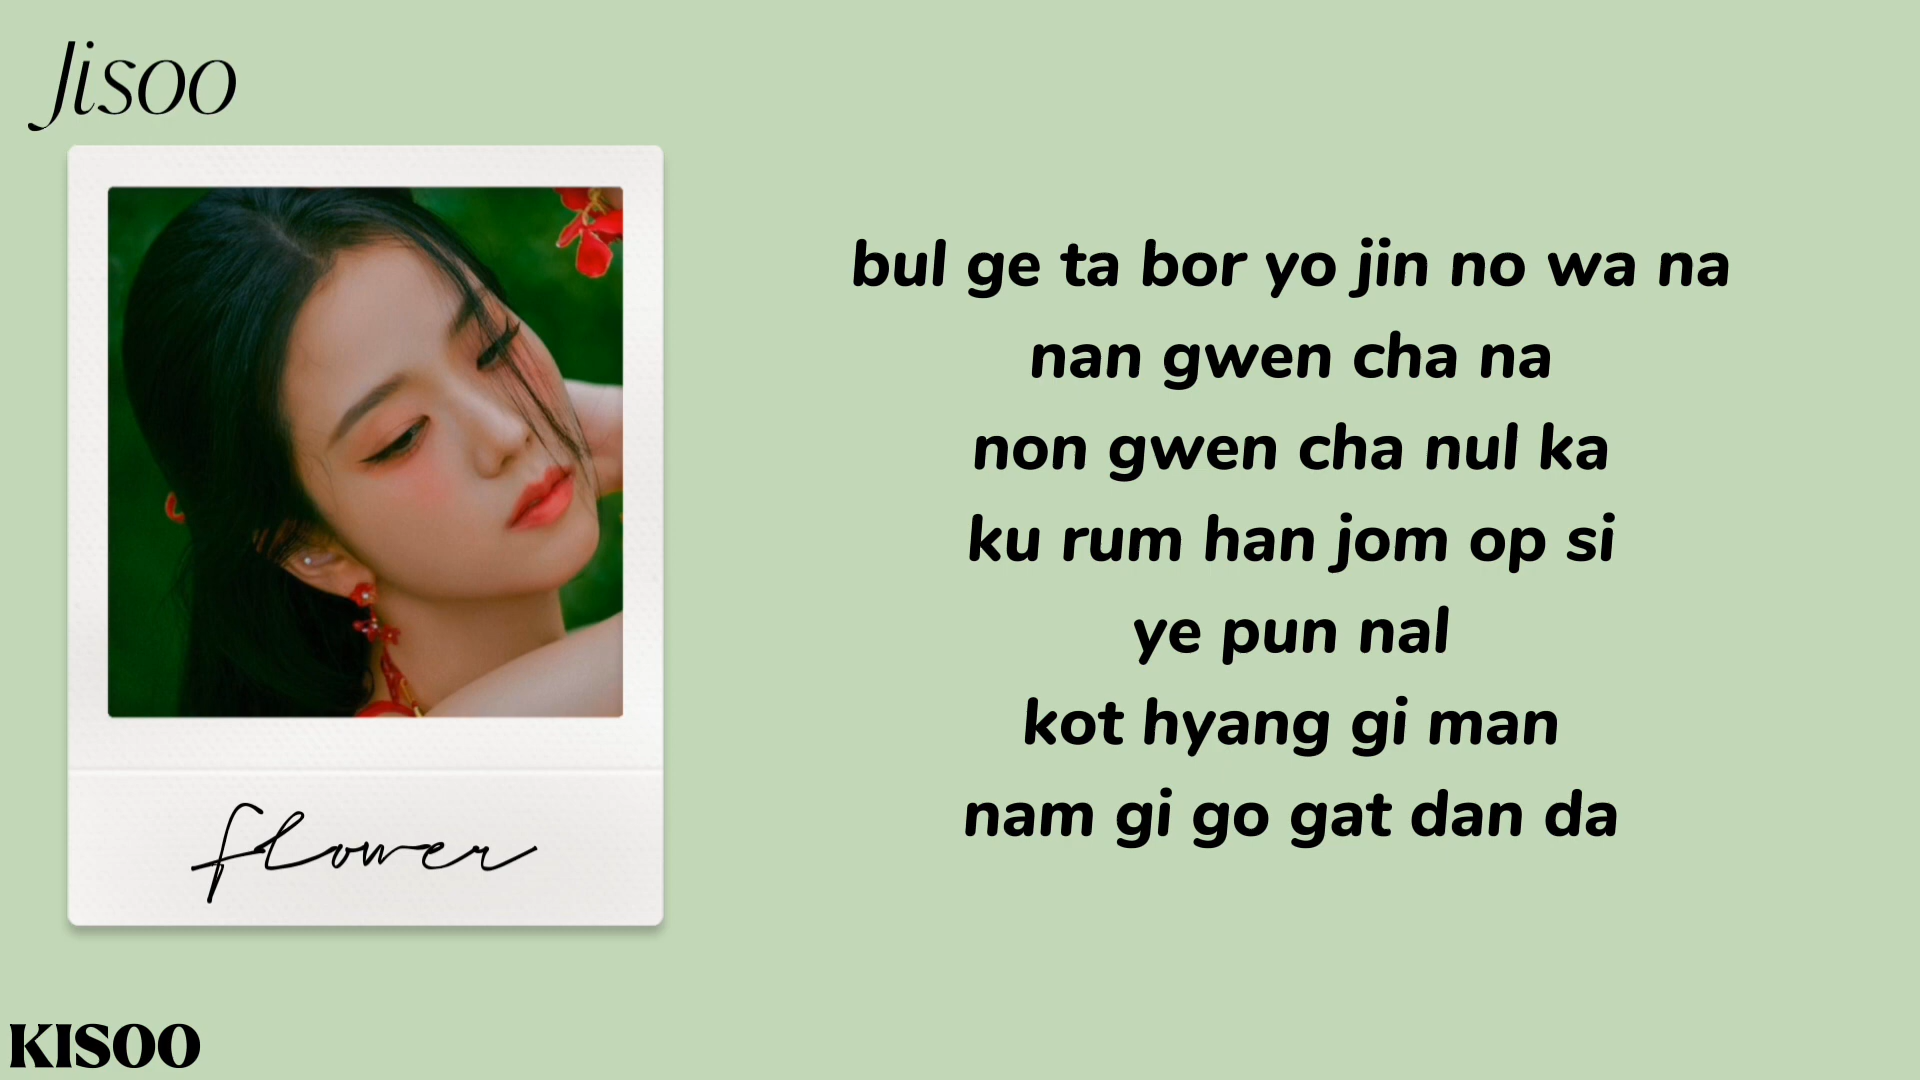 Jisoo
bul ge ta bor yo jin no wa na
nan gwen cha na
non gwen cha nul ka
ku rum han jom op si
ye pun nal
kot hyang gi man
nam gi go gat dan da
flower
KISOO